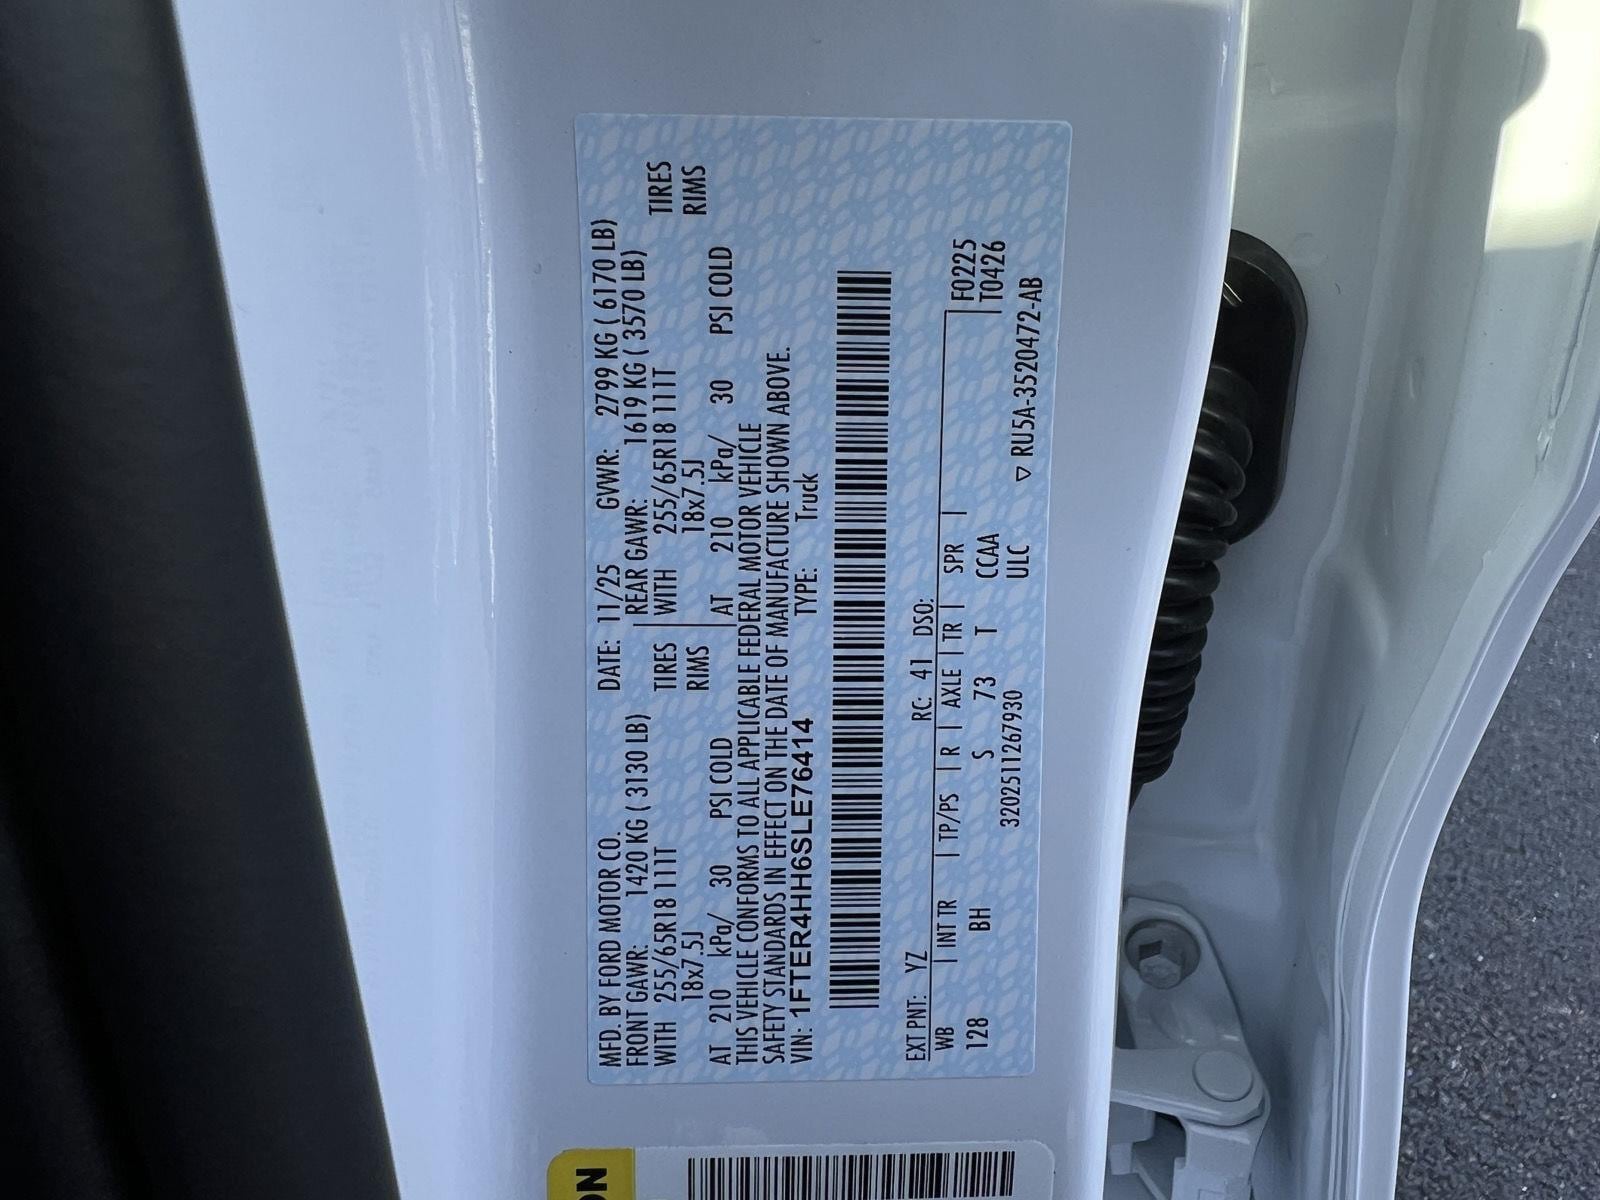 MFD. BY FORD MOTOR CO. DATE: 11/25 GVWR: 2799 KG ( 6170 LB)
FRONT GAWR: 1420 KG ( 3130 LB) REAR GAWR: 1619 KG ( 3570 LB)
WITH 255/65R18 111T TIRES WITH 255/65R18 111T TIRES
18x7.5J RIMS 18x7.5J RIMS
AT 210 kPa/ 30 PSI COLD AT 210 kPa/ 30 PSI COLD
THIS VEHICLE CONFORMS TO ALL APPLICABLE FEDERAL MOTOR VEHICLE
SAFETY STANDARDS IN EFFECT ON THE DATE OF MANUFACTURE SHOWN ABOVE.
VIN: 1FTER4HH6SLE76414 TYPE: Truck
EXT PNT: YZ RC: 41 DSO:
WB | INT TR | TP/PS | R | AXLE | TR | SPR | F0225
128 BH S 73 T CCAA T0426
3202511267930 ULC ▽ RU5A-3520472-AB
ON